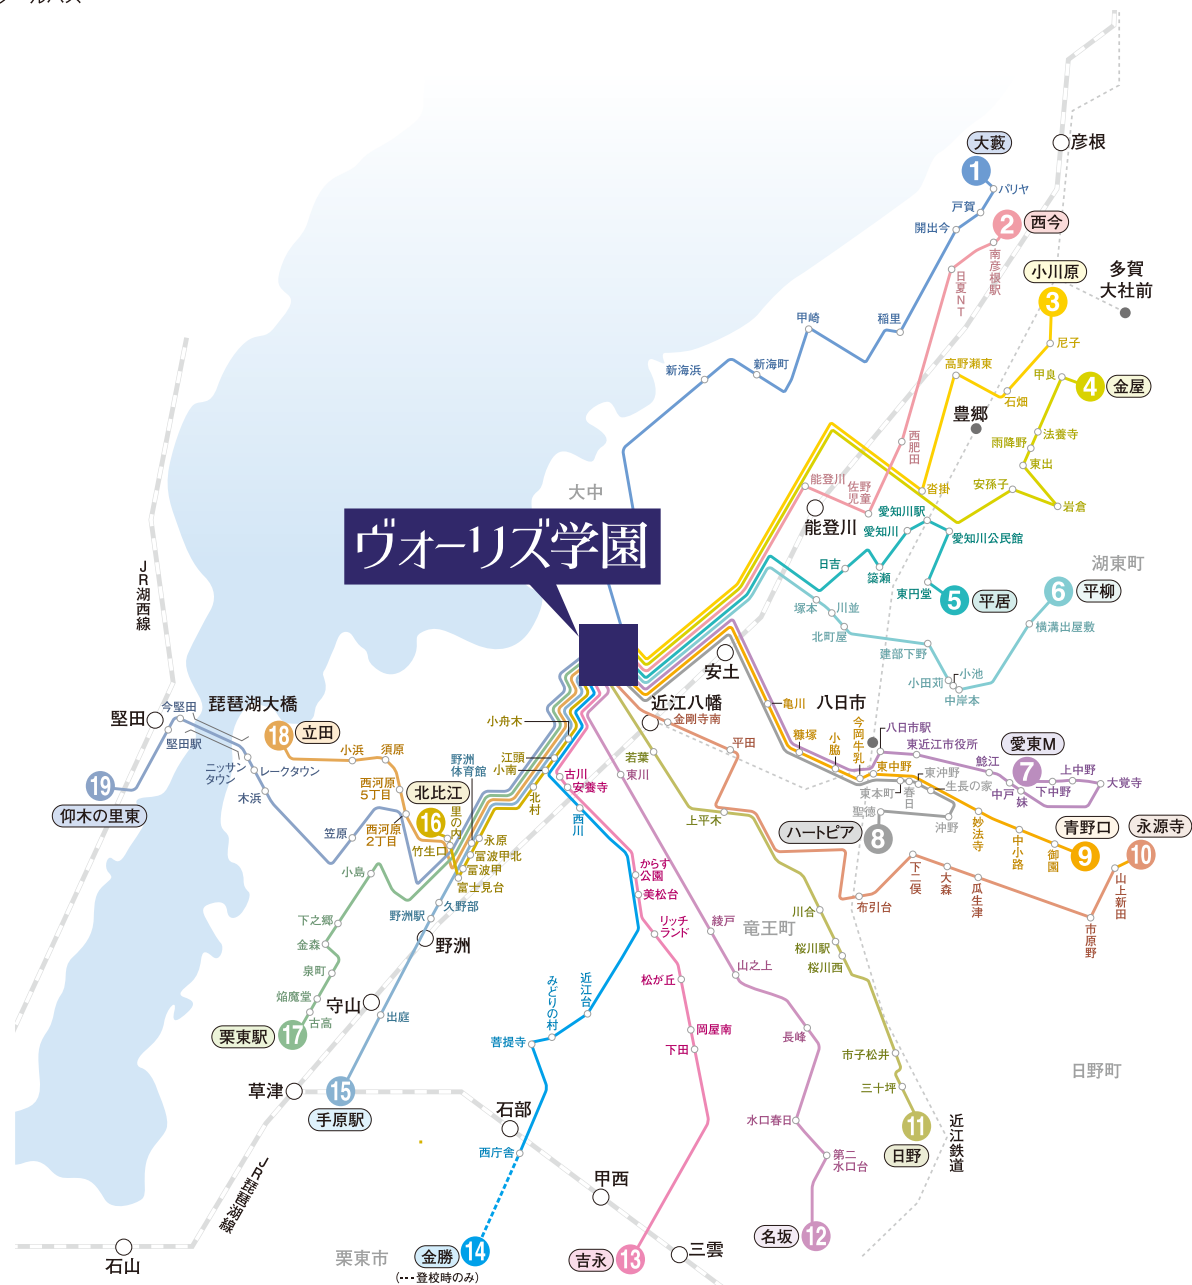 彦根
大藪
1
パリヤ
戸賀
開出今
2
西今
南彦根駅
日夏NT
小川原
3
多賀
大社前
稲里
甲崎
新海町
新海浜
尼子
高野瀬東
石畑
甲良
4
金屋
豊郷
法養寺
雨降野
東出
安孫子
岩倉
西肥田
沓掛
能登川
佐野
児童
能登川
大中
愛知川駅
愛知川
愛知川公民館
日吉
簗瀬
東円堂
5
平居
湖東町
6
平柳
横溝出屋敷
塚本
川並
北町屋
建部下野
小池
小田苅
中岸本
ヴォーリズ学園
JR湖西線
安土
近江八幡
金剛寺南
八日市
亀川
糠塚
小脇
今岡牛乳
八日市駅
東近江市役所
鯰江
愛東M
7
中戸
妹
上中野
下中野
大覚寺
東中野
東沖野
生長の家
春日
東本町
聖徳
沖野
ハートピア
8
妙法寺
中小路
御園
青野口
9
永源寺
10
山上新田
市原野
瓜生津
大森
下二俣
布引台
平田
若葉
東川
上平木
川合
桜川駅
桜川西
市子松井
三十坪
11
日野
日野町
近江鉄道
竜王町
綾戸
山之上
長峰
水口春日
第二
水口台
名坂
12
小舟木
江頭
小南
古川
安養寺
西川
北村
からす
公園
美松台
リッチ
ランド
松が丘
岡屋南
下田
吉永
13
三雲
甲西
石部
近江台
みどりの村
菩提寺
西庁舎
金勝
14
(---登校時のみ)
栗東市
琵琶湖大橋
堅田
今堅田
堅田駅
ニッサン
タウン
レークタウン
木浜
笠原
19
仰木の里東
18
立田
小浜
須原
西河原
5丁目
西河原
2丁目
北比江
16
里の内
竹生口
野洲
体育館
永原
冨波甲北
冨波甲
富士見台
久野部
野洲駅
野洲
小島
下之郷
金森
泉町
焔魔堂
古高
栗東駅
17
守山
出庭
草津
15
手原駅
JR琵琶湖線
石山